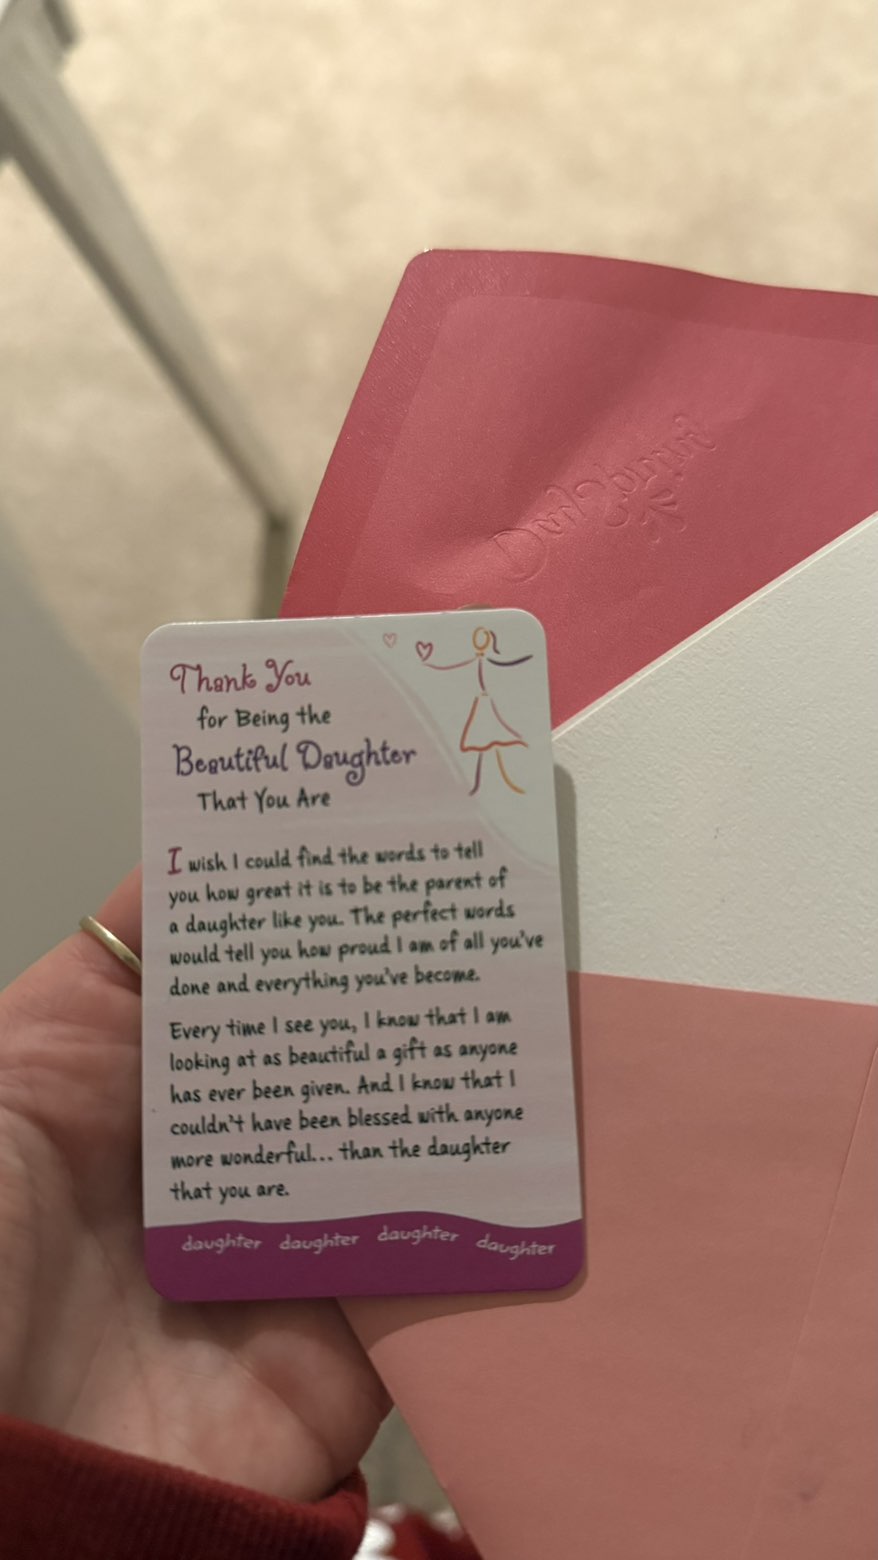 Thank You
for Being the
Beautiful Daughter
That You Are
I wish I could find the words to tell
you how great it is to be the parent of
a daughter like you. The perfect words
would tell you how proud I am of all you've
done and everything you've become.
Every time I see you, I know that I am
looking at as beautiful a gift as anyone
has ever been given. And I know that I
couldn't have been blessed with anyone
more wonderful... than the daughter
that you are.
daughter daughter daughter daughter